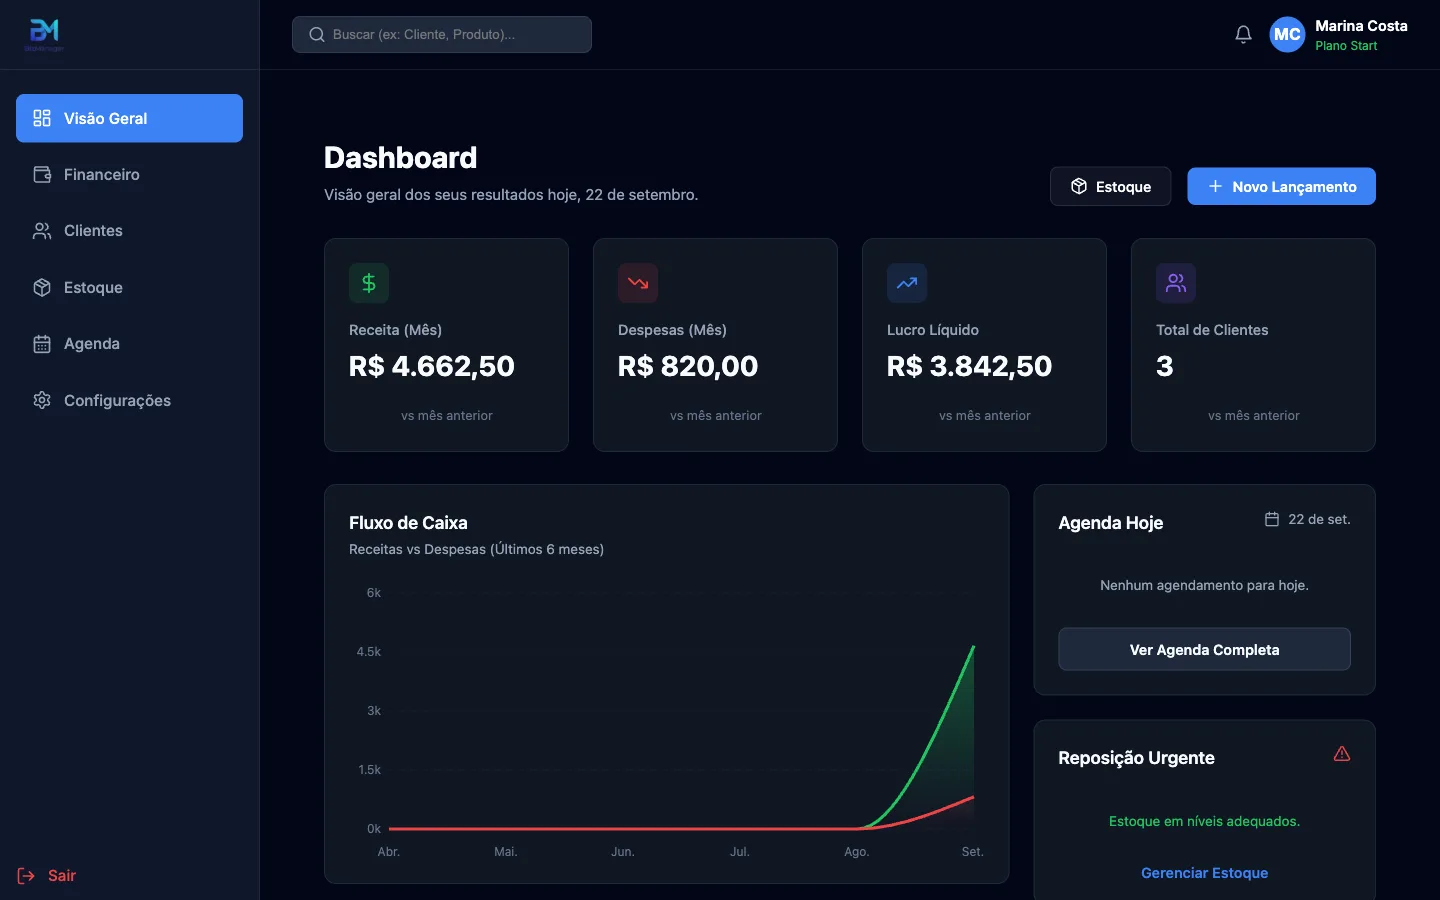 BM
Buscar (ex: Cliente, Produto)...
MC
Marina Costa
Plano Start
Visão Geral
Financeiro
Clientes
Estoque
Agenda
Configurações
Sair
Dashboard
Visão geral dos seus resultados hoje, 22 de setembro.
Estoque
Novo Lançamento
Receita (Mês)
R$ 4.662,50
vs mês anterior
Despesas (Mês)
R$ 820,00
vs mês anterior
Lucro Líquido
R$ 3.842,50
vs mês anterior
Total de Clientes
3
vs mês anterior
Fluxo de Caixa
Receitas vs Despesas (Últimos 6 meses)
6k
4.5k
3k
1.5k
0k
Abr.
Mai.
Jun.
Jul.
Ago.
Set.
Agenda Hoje
22 de set.
Nenhum agendamento para hoje.
Ver Agenda Completa
Reposição Urgente
Estoque em níveis adequados.
Gerenciar Estoque